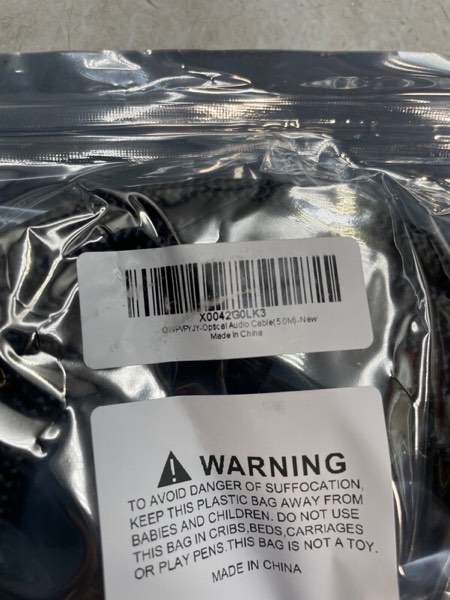 X0042G0LK3
QWVPYJY-Optical Audio Cable(5.0M)-New
Made in China
WARNING
TO AVOID DANGER OF SUFFOCATION,
KEEP THIS PLASTIC BAG AWAY FROM
BABIES AND CHILDREN. DO NOT USE
THIS BAG IN CRIBS,BEDS,CARRIAGES
OR PLAY PENS.THIS BAG IS NOT A TOY.
MADE IN CHINA